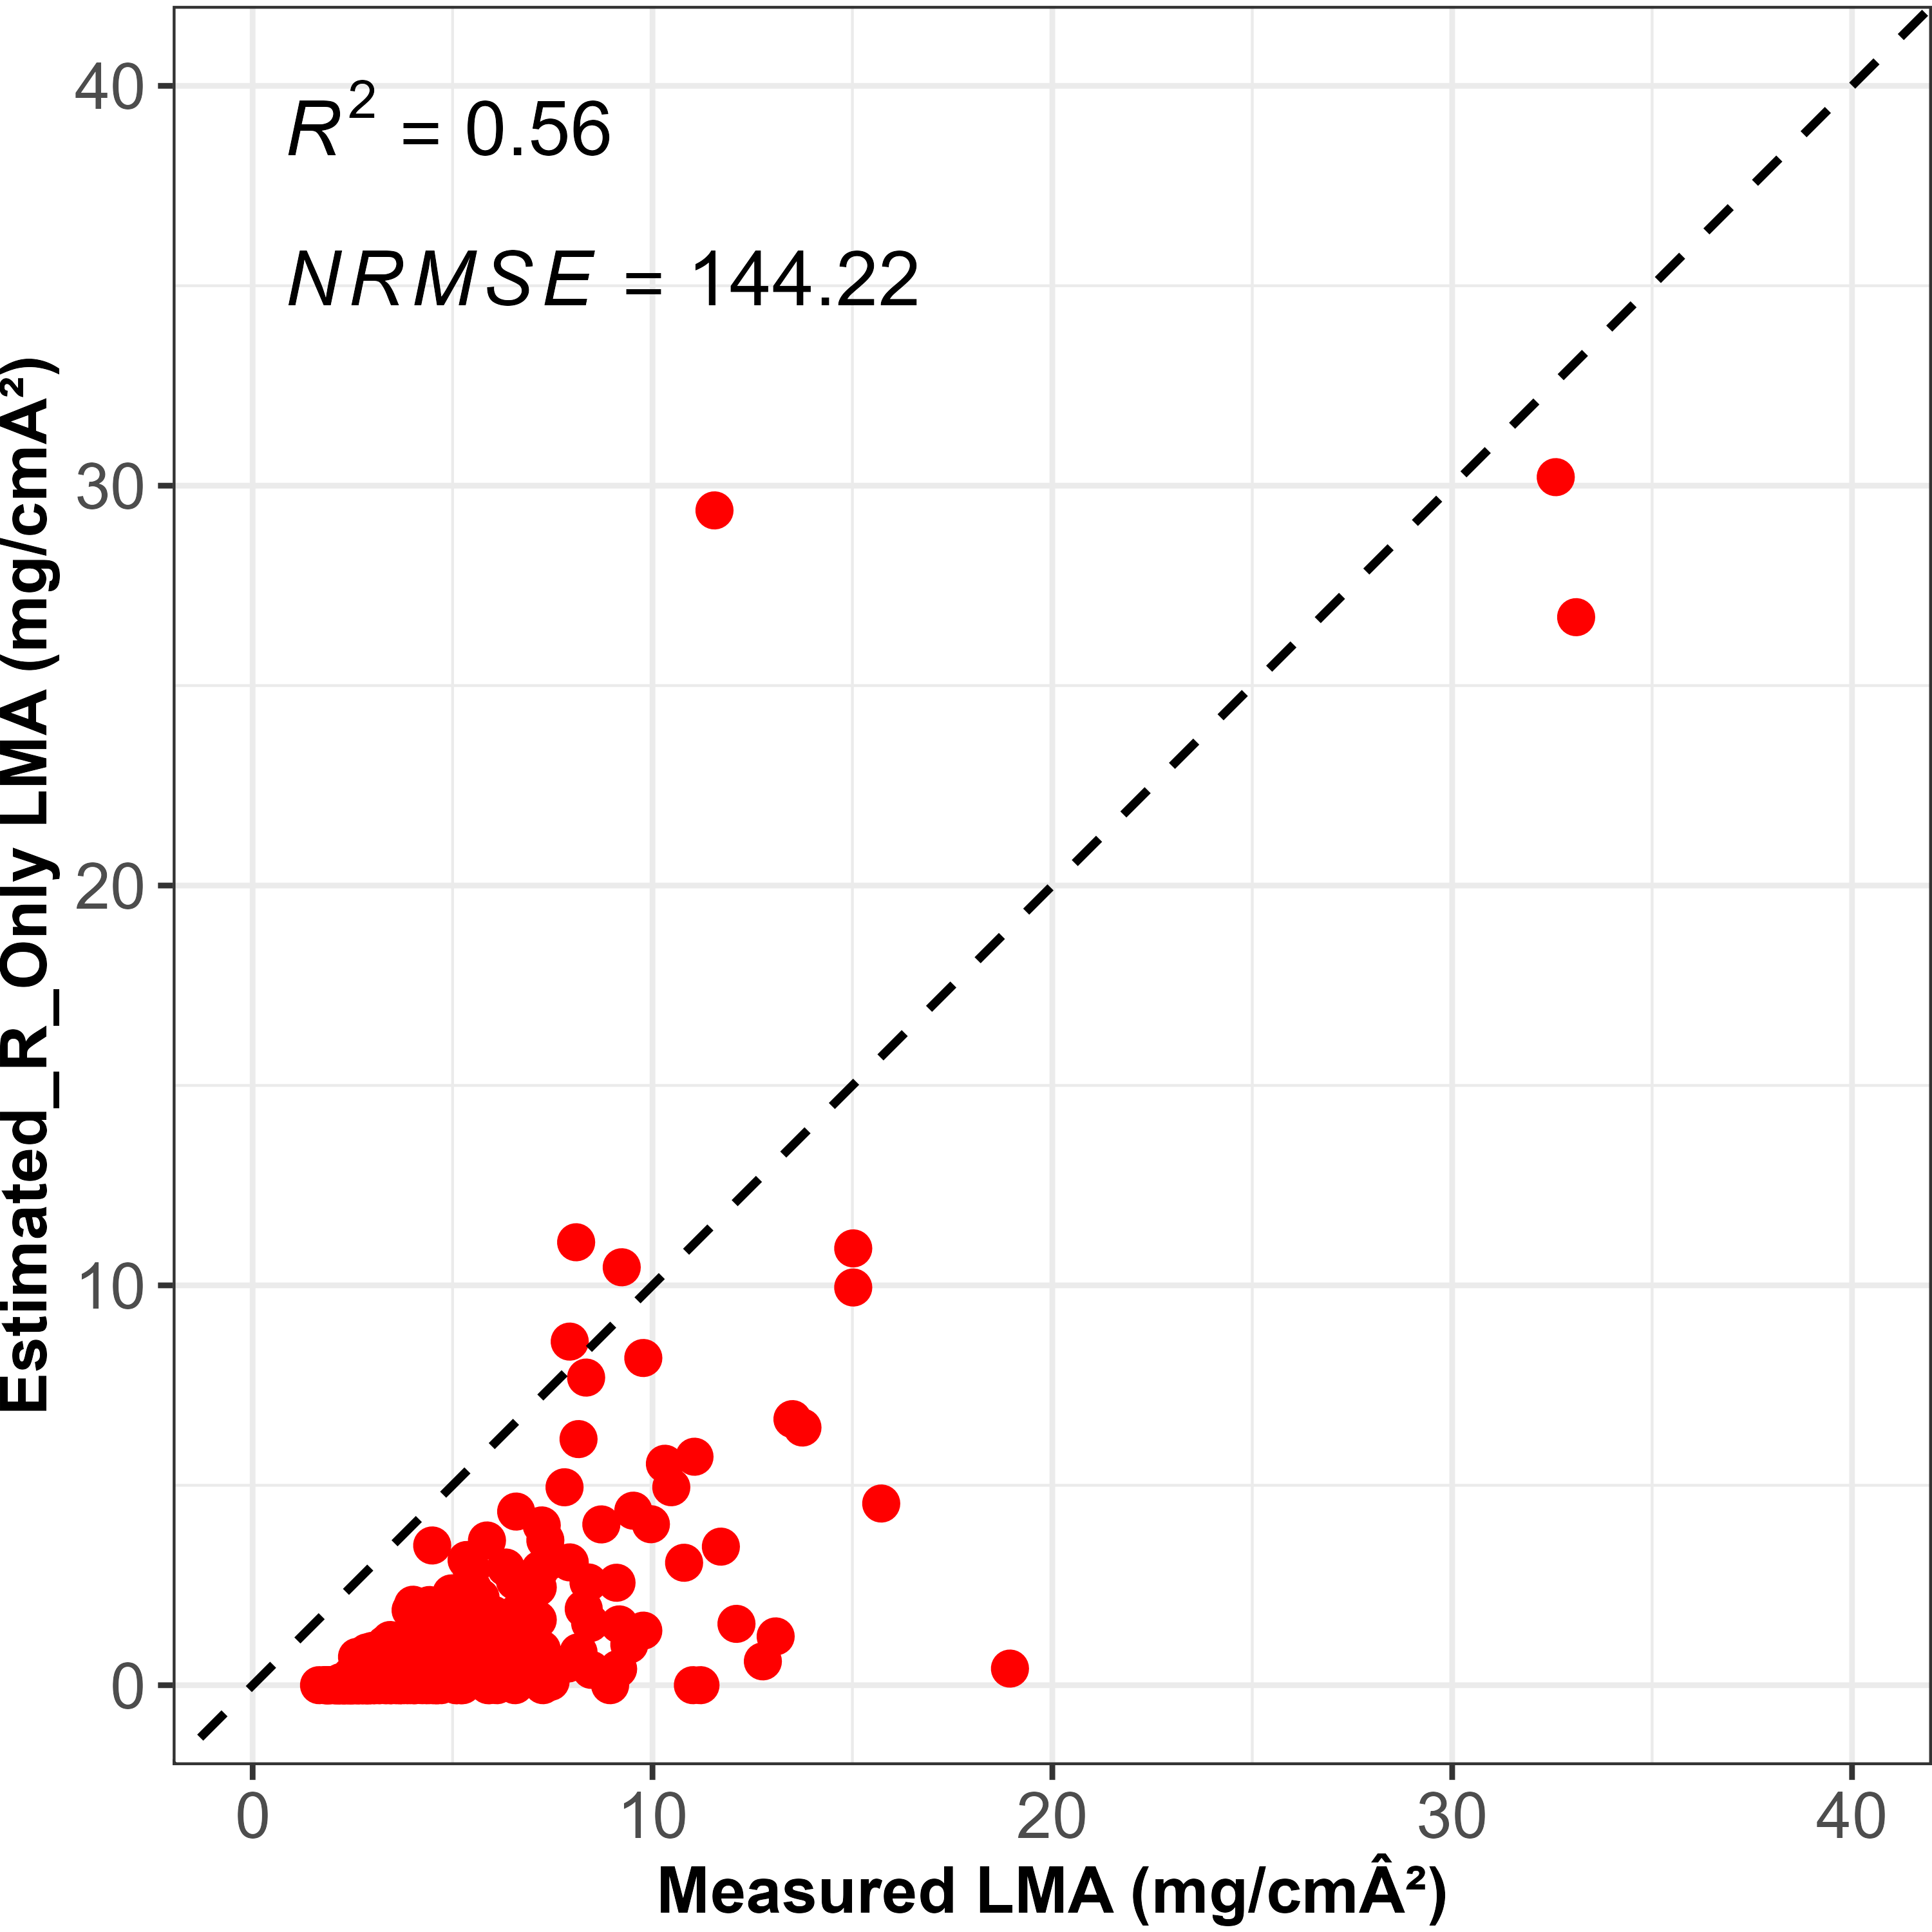 R² = 0.56
NRMSE = 144.22
Estimated_R_Only LMA (mg/cmÂ²)
40
30
20
10
0
0
10
20
30
40
Measured LMA (mg/cmÂ²)